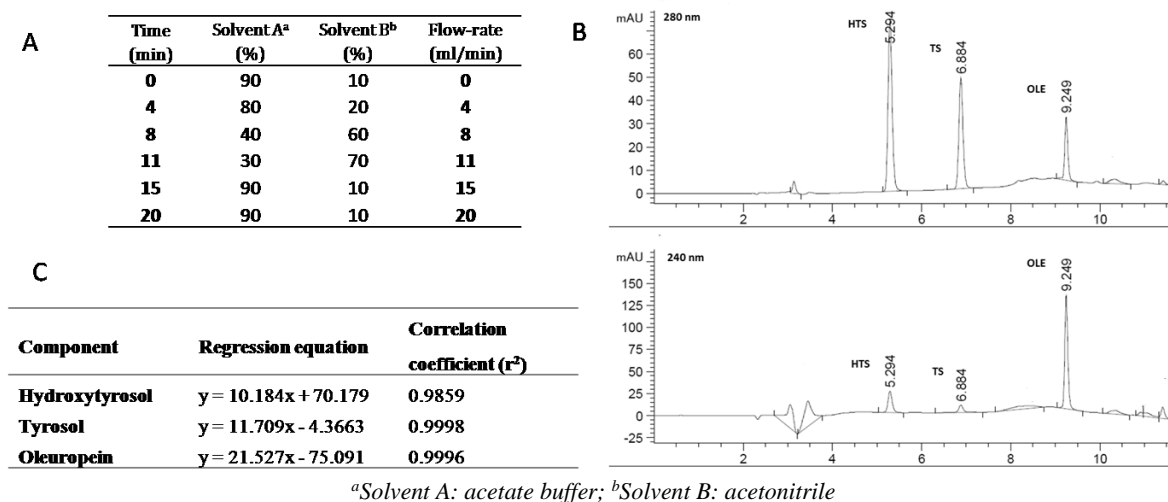 A
Time (min) Solvent Aᵃ (%) Solvent Bᵇ (%) Flow-rate (ml/min)
0 90 10 0
4 80 20 4
8 40 60 8
11 30 70 11
15 90 10 15
20 90 10 20
C
Component Regression equation Correlation coefficient (r²)
Hydroxytyrosol y = 10.184x + 70.179 0.9859
Tyrosol y = 11.709x - 4.3663 0.9998
Oleuropein y = 21.527x - 75.091 0.9996
B
mAU 280 nm
HTS 5.294
TS 6.884
OLE 9.249
60
50
40
30
20
10
0
2 4 6 8 10
mAU 240 nm
OLE 9.249
HTS 5.294
TS 6.884
150
125
100
75
50
25
0
-25
2 4 6 8 10
ᵃSolvent A: acetate buffer; ᵇSolvent B: acetonitrile